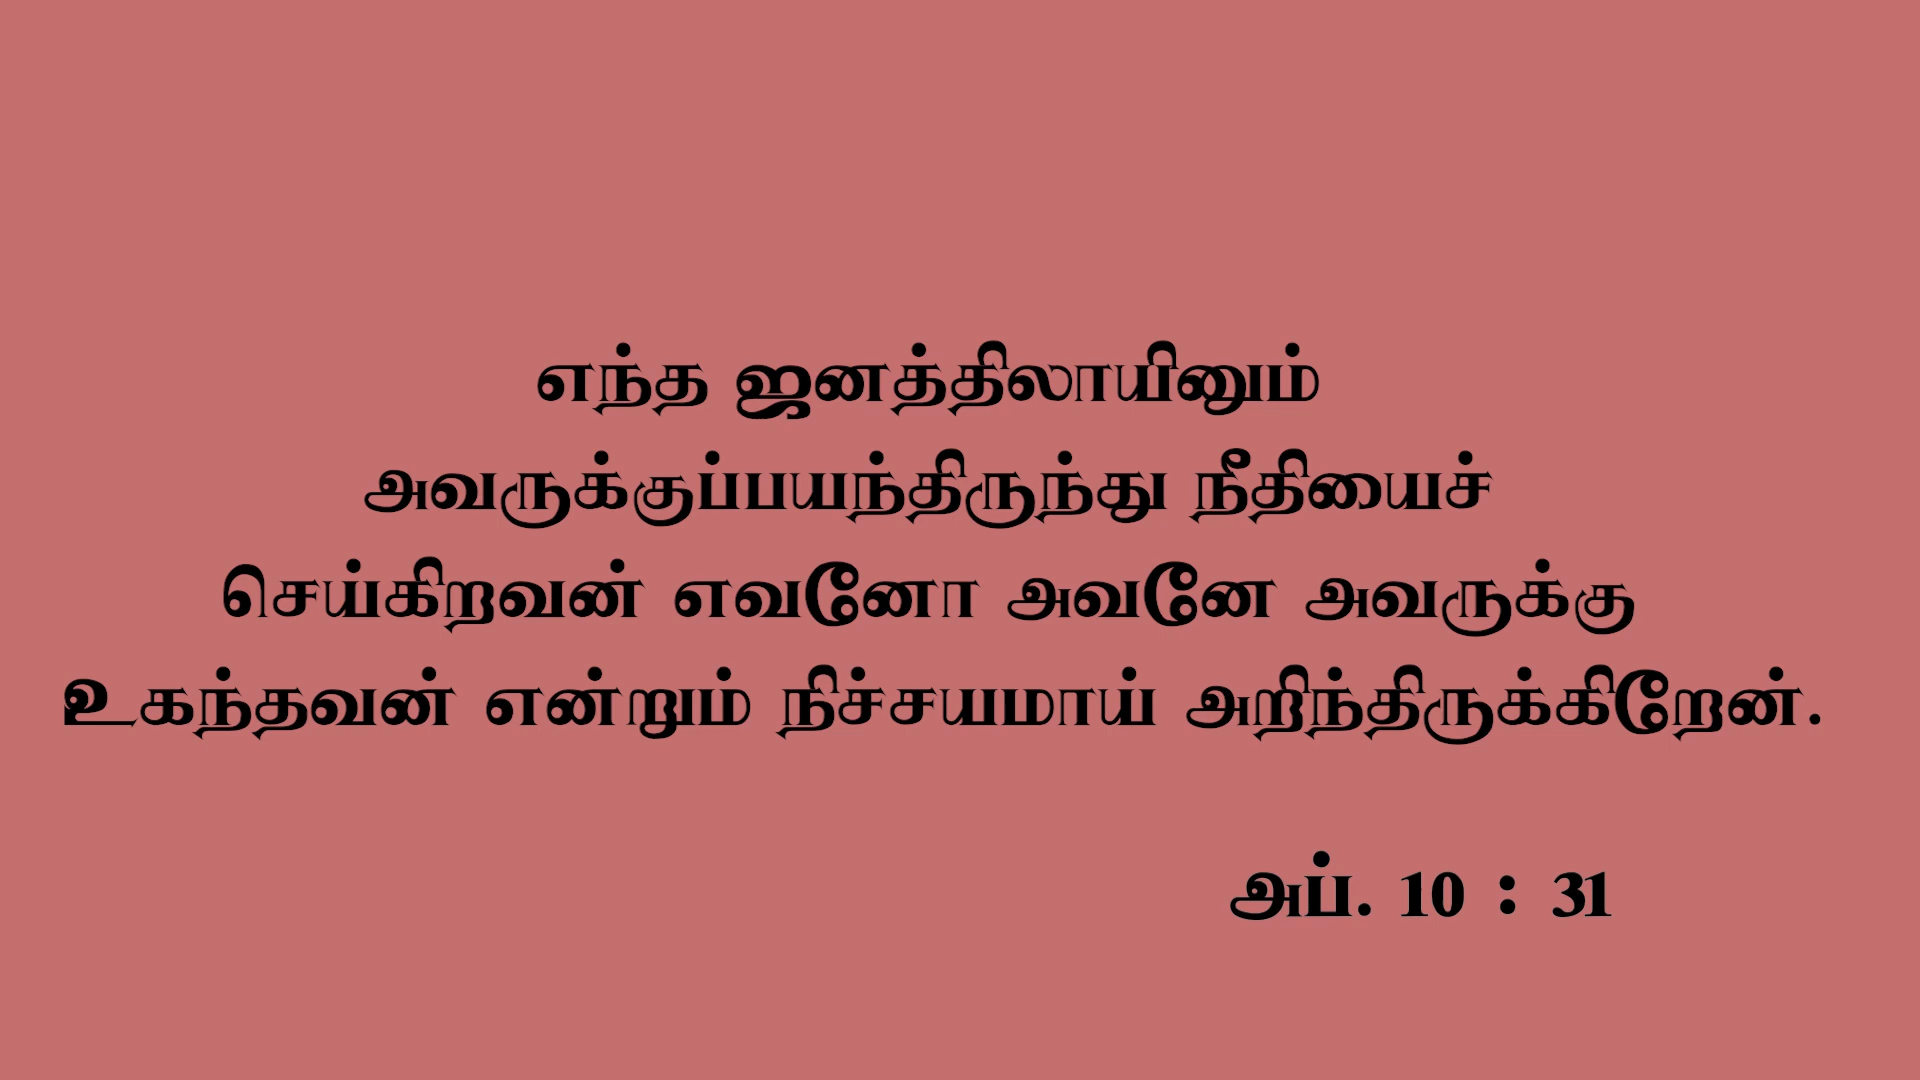 எந்த ஜனத்திலாயினும்
அவருக்குப்பயந்திருந்து நீதியைச்
செய்கிறவன் எவனோ அவனே அவருக்கு
உகந்தவன் என்றும் நிச்சயமாய் அறிந்திருக்கிறேன்.
அப். 10 : 31